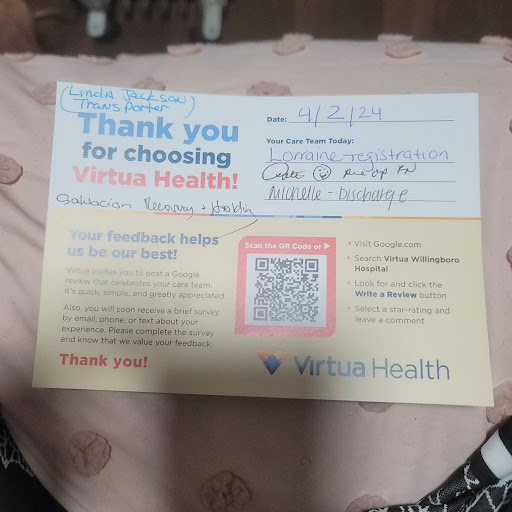 (Linda Jackson)
Transporter
Date: 4/2/24
Thank you
for choosing
Virtua Health!
Your Care Team Today:
Lorraine-registration
Pre op RN
Michelle - Discharge
Recovery + 
Your feedback helps
us be our best!
Virtua invites you to post a Google
review that celebrates your care team.
It's quick, simple, and greatly appreciated.
Also, you will soon receive a brief survey
by email, phone, or text about your
experience. Please complete the survey
and know that we value your feedback.
Thank you!
Scan the QR Code or
• Visit Google.com
• Search Virtua Willingboro
Hospital
• Look for and click the
Write a Review button
• Select a star-rating and
leave a comment
Virtua Health